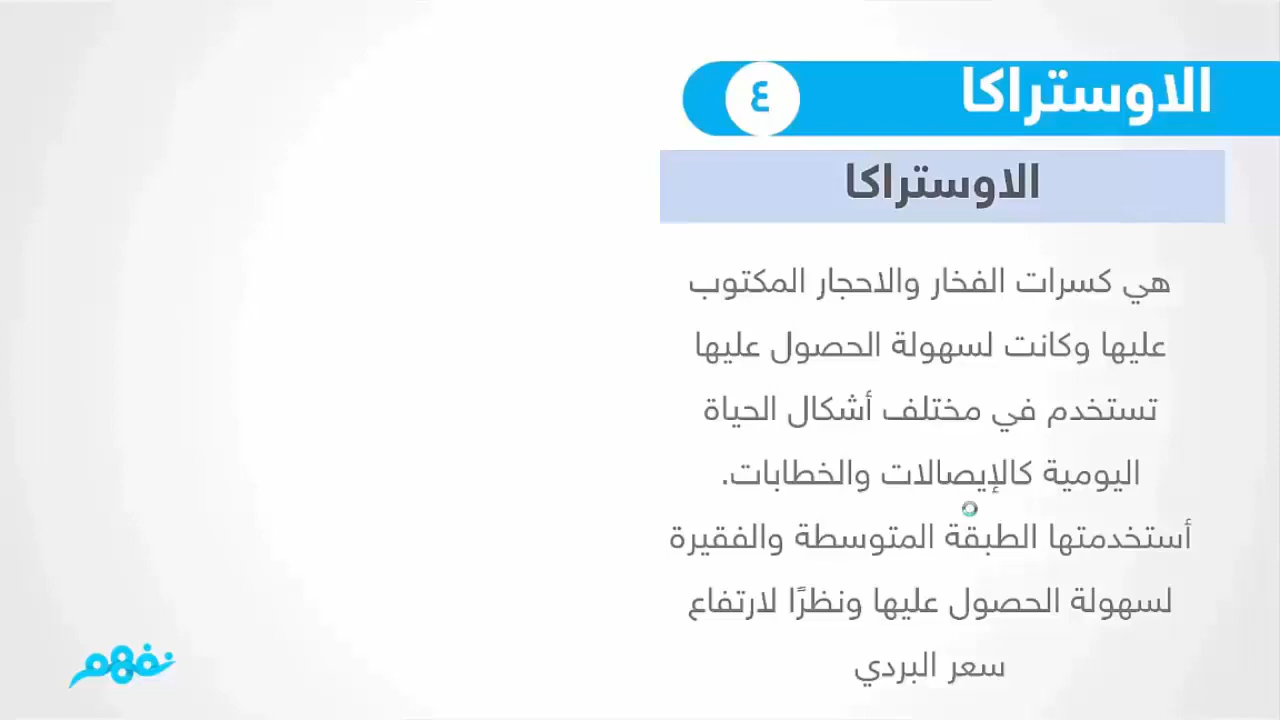 الاوستراكا
٤
الاوستراكا
هي كسرات الفخار والاحجار المكتوب
عليها وكانت لسهولة الحصول عليها
تستخدم في مختلف أشكال الحياة
اليومية كالإيصالات والخطابات.
أستخدمتها الطبقة المتوسطة والفقيرة
لسهولة الحصول عليها ونظرًا لارتفاع
سعر البردي
نفهم